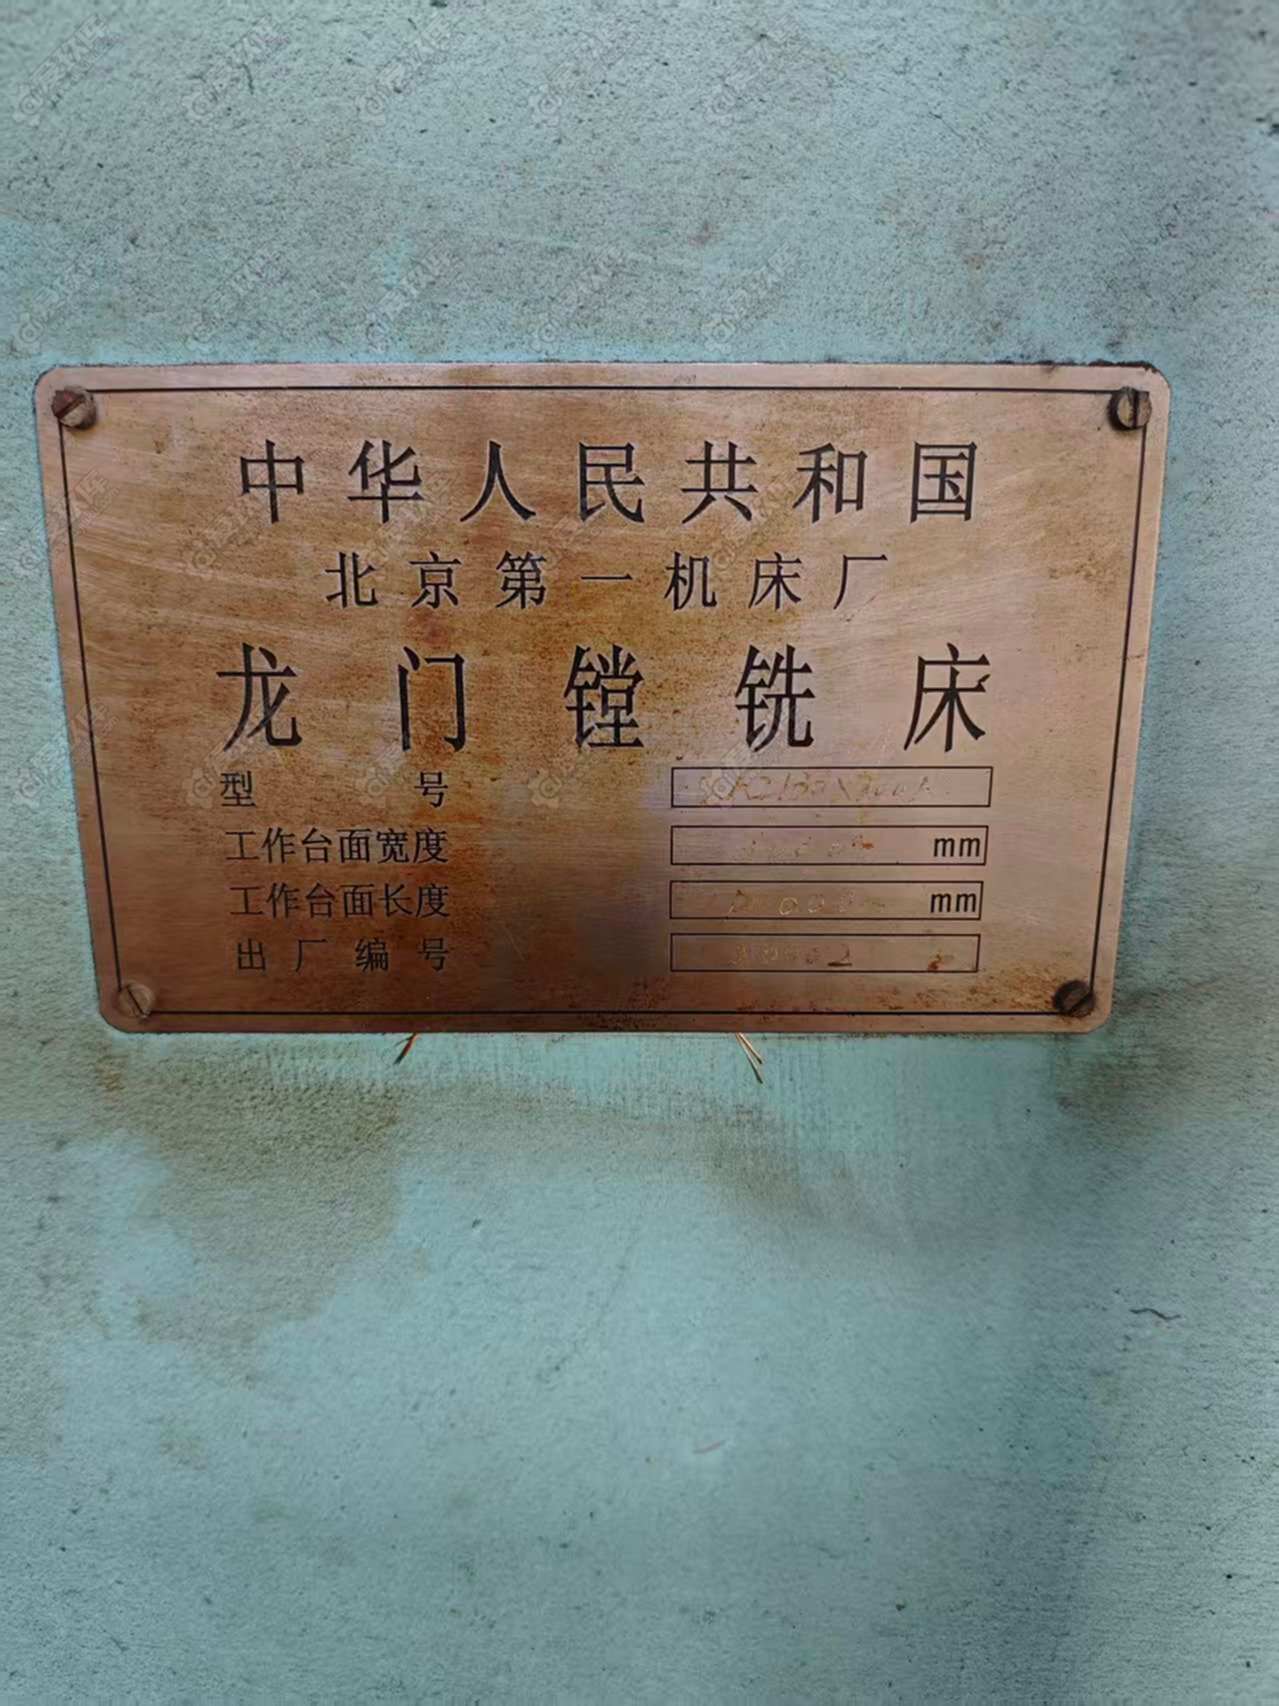 中华人民共和国
北京第一机床厂
龙门镗铣床
型号
工作台面宽度 mm
工作台面长度 mm
出厂编号